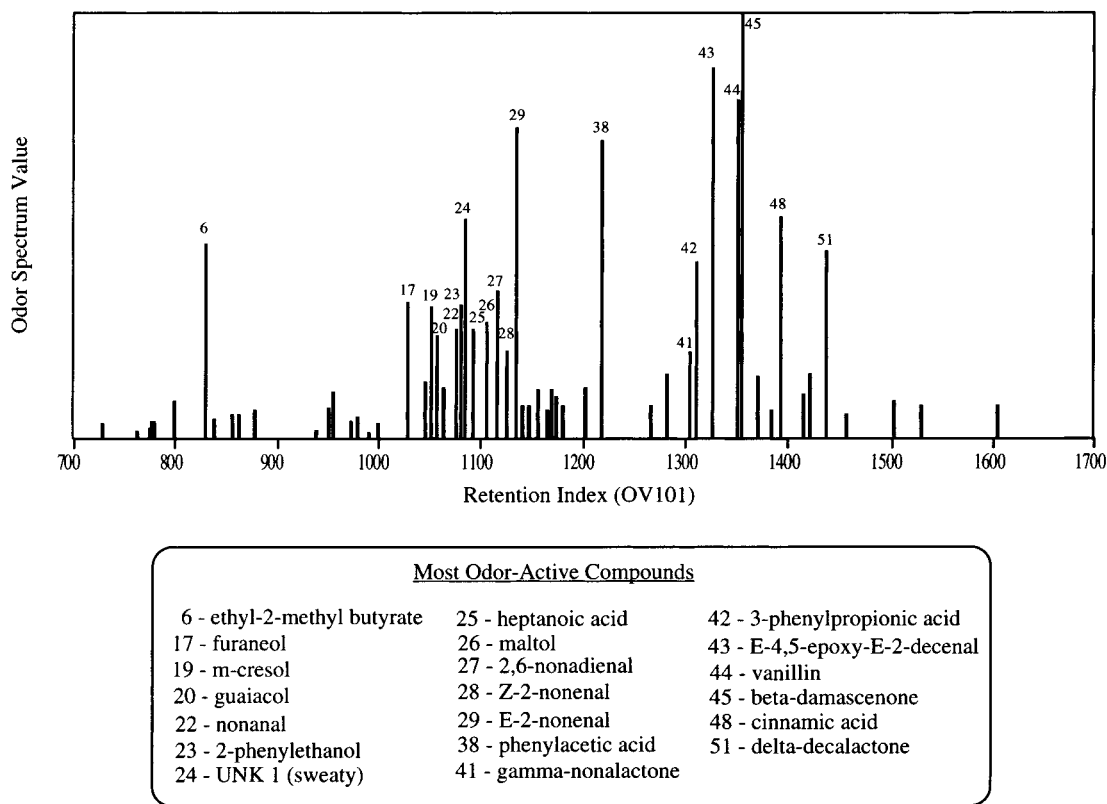 Odor Spectrum Value
45
43
44
29
38
24
48
6
51
42
27
17
19
23
26
22
25
20
28
41
700 800 900 1000 1100 1200 1300 1400 1500 1600 1700
Retention Index (OV101)
Most Odor-Active Compounds
6 - ethyl-2-methyl butyrate
17 - furaneol
19 - m-cresol
20 - guaiacol
22 - nonanal
23 - 2-phenylethanol
24 - UNK 1 (sweaty)
25 - heptanoic acid
26 - maltol
27 - 2,6-nonadienal
28 - Z-2-nonenal
29 - E-2-nonenal
38 - phenylacetic acid
41 - gamma-nonalactone
42 - 3-phenylpropionic acid
43 - E-4,5-epoxy-E-2-decenal
44 - vanillin
45 - beta-damascenone
48 - cinnamic acid
51 - delta-decalactone